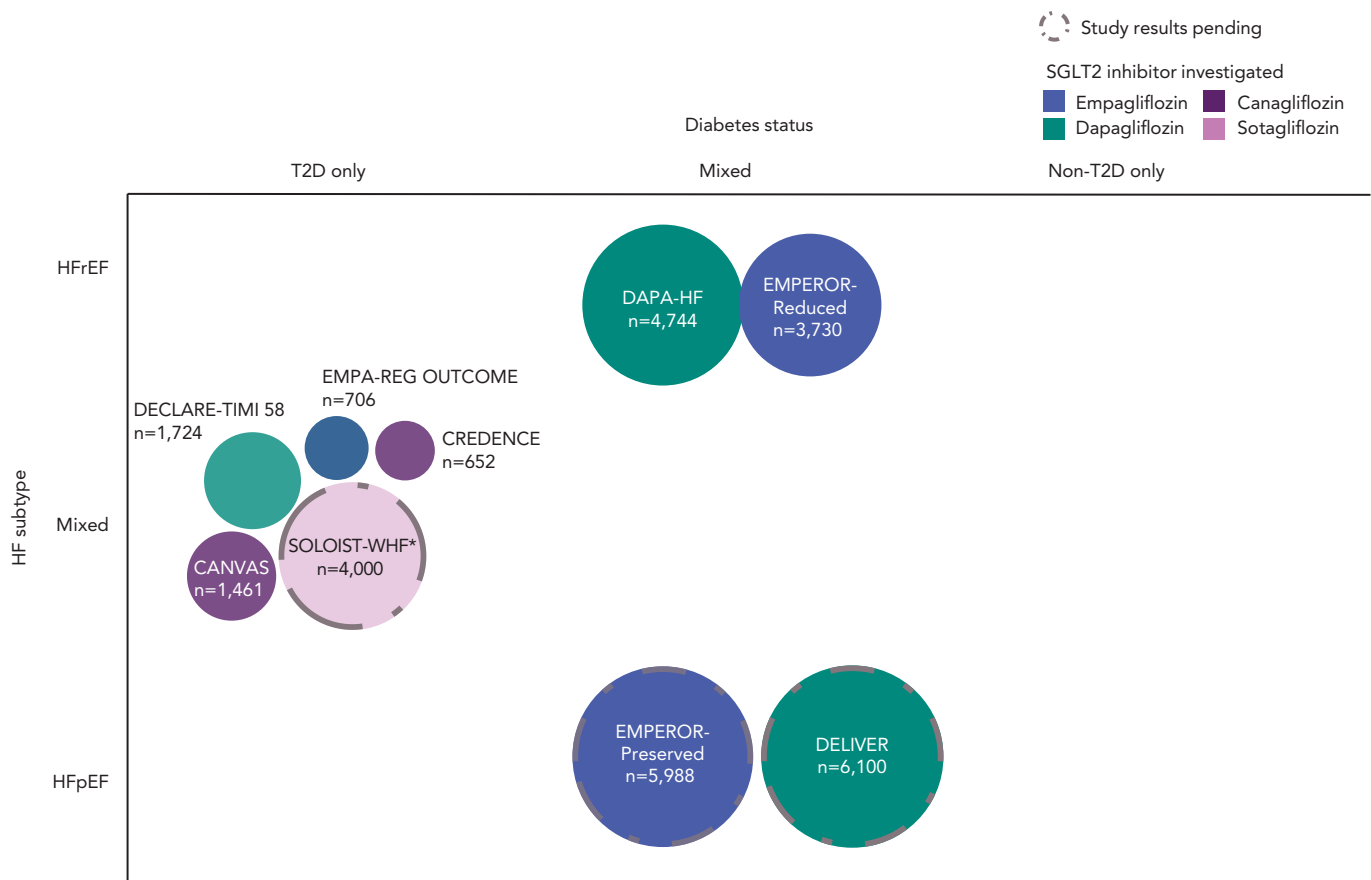 Study results pending
SGLT2 inhibitor investigated
Empagliflozin
Canagliflozin
Dapagliflozin
Sotagliflozin
Diabetes status
T2D only
Mixed
Non-T2D only
HF subtype
HFrEF
DAPA-HF
n=4,744
EMPEROR-
Reduced
n=3,730
EMPA-REG OUTCOME
n=706
DECLARE-TIMI 58
n=1,724
CREDENCE
n=652
Mixed
SOLOIST-WHF*
n=4,000
CANVAS
n=1,461
HFpEF
EMPEROR-
Preserved
n=5,988
DELIVER
n=6,100